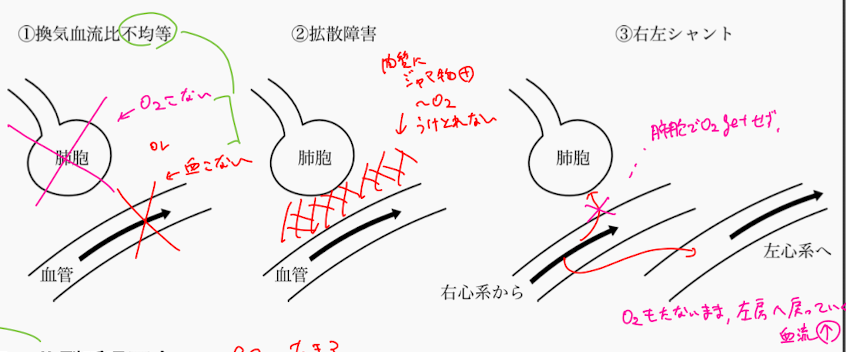 ①換気血流比不均等
②拡散障害
③右左シャント
O₂こない
or
血こない
肺胞
血管
間質に
ジャマ物⊕
〜O₂
うけとれない
肺胞
血管
肺胞でO₂getせず,
肺胞
右心系から
左心系へ
O₂もたないまま,左房へ戻ってい
血流↑